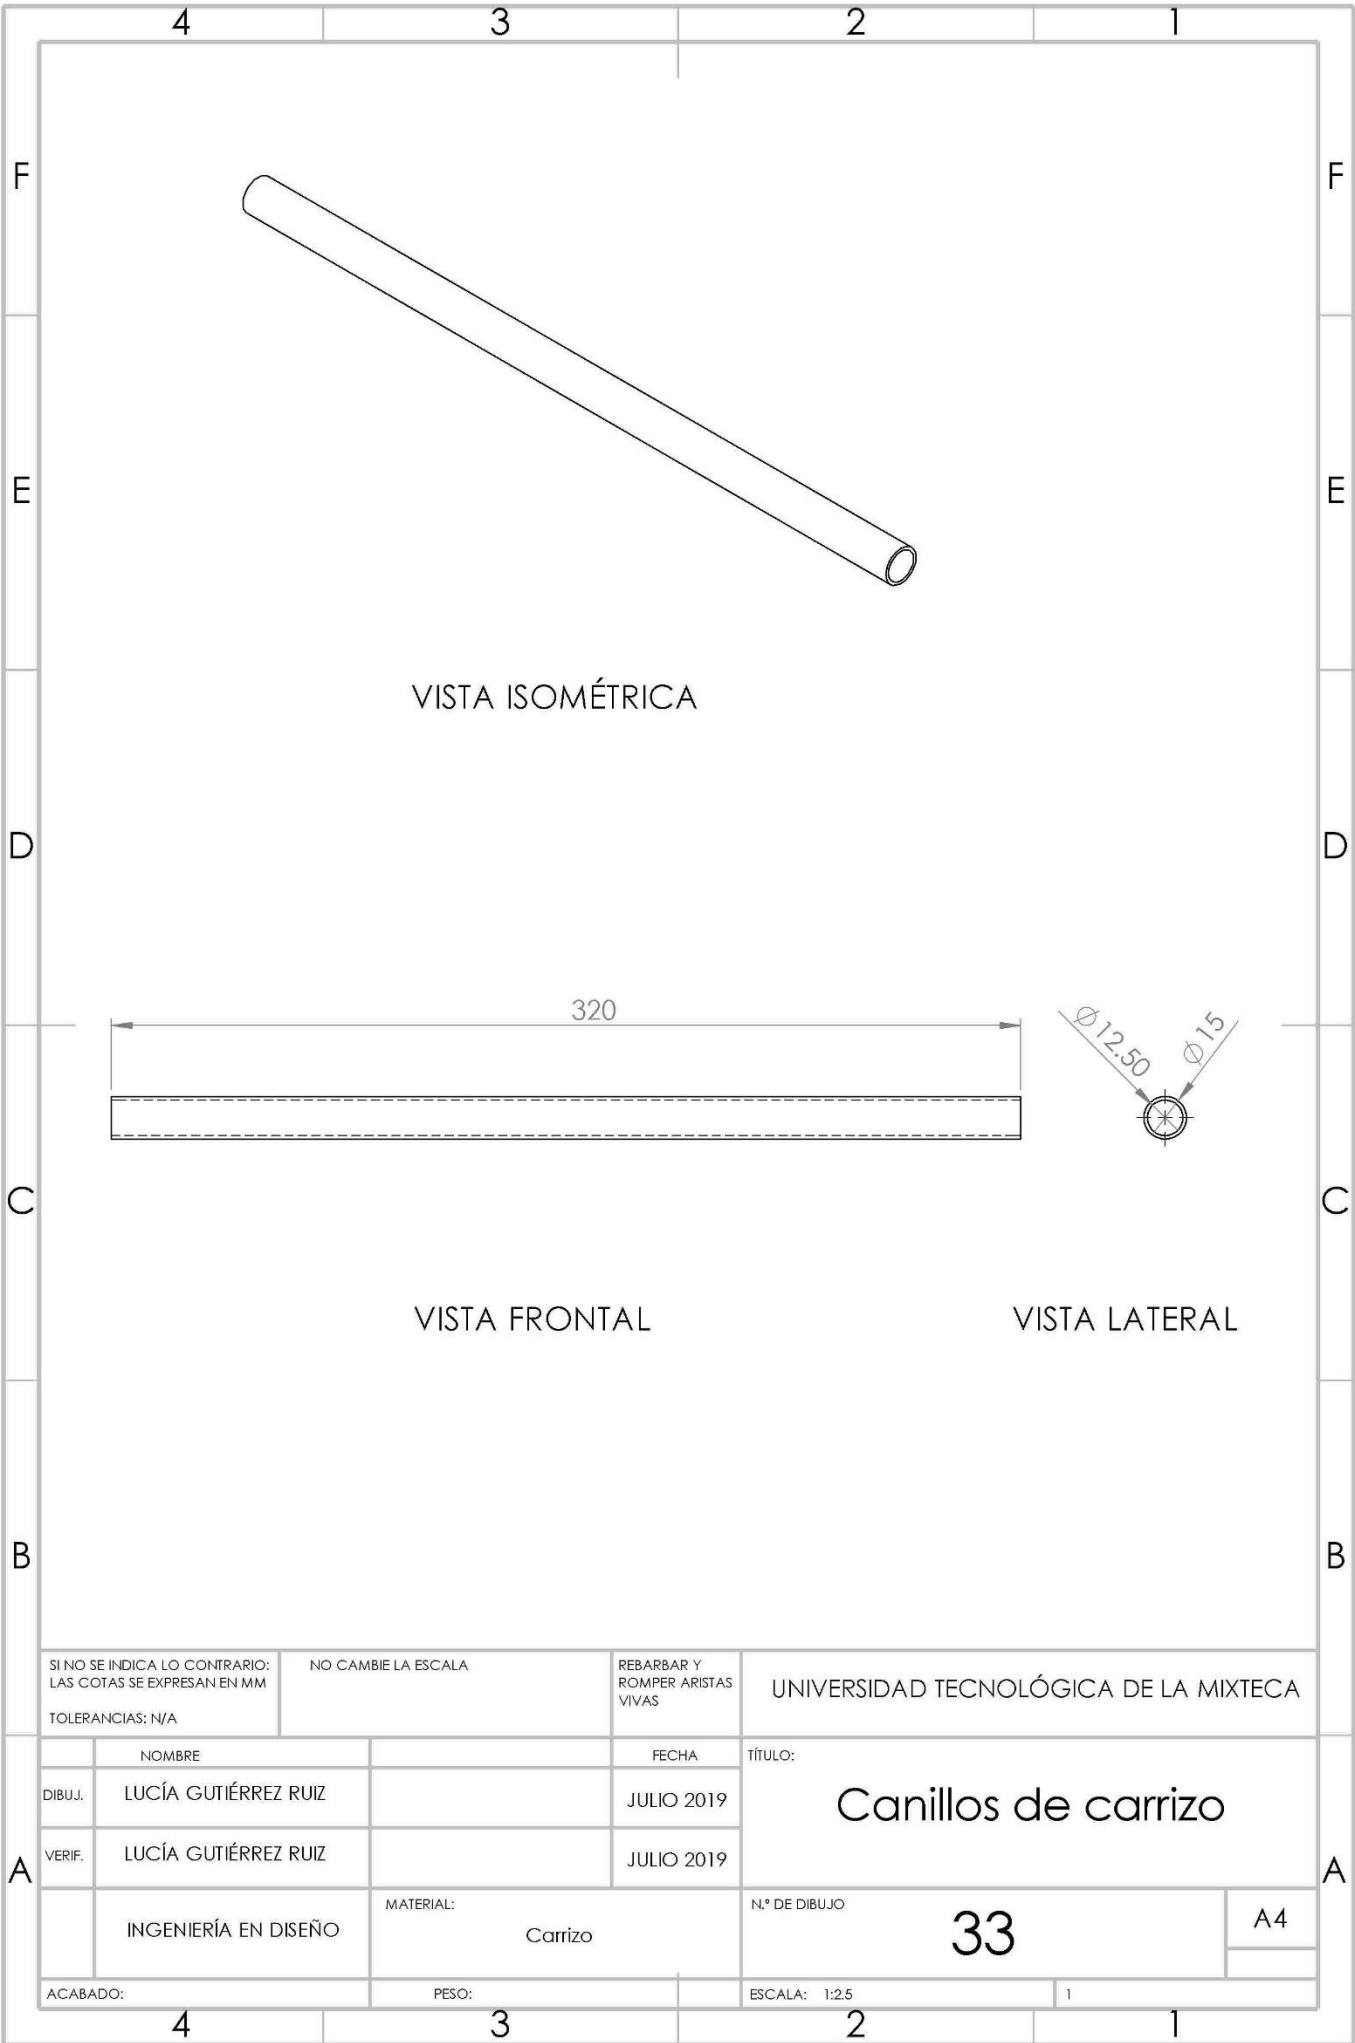 4 3 2 1
F F
E E
VISTA ISOMÉTRICA
D D
320
Ø12.50
Ø15
C C
VISTA FRONTAL
VISTA LATERAL
B B
SI NO SE INDICA LO CONTRARIO:
LAS COTAS SE EXPRESAN EN MM
TOLERANCIAS: N/A
NO CAMBIE LA ESCALA
REBARBAR Y
ROMPER ARISTAS
VIVAS
UNIVERSIDAD TECNOLÓGICA DE LA MIXTECA
NOMBRE
FECHA
DIBUJ.
LUCÍA GUTIÉRREZ RUIZ
JULIO 2019
VERIF.
LUCÍA GUTIÉRREZ RUIZ
JULIO 2019
TÍTULO:
Canillos de carrizo
A A
INGENIERÍA EN DISEÑO
MATERIAL:
Carrizo
N.º DE DIBUJO
33
A4
ACABADO:
PESO:
ESCALA: 1:2.5
1
4 3 2 1